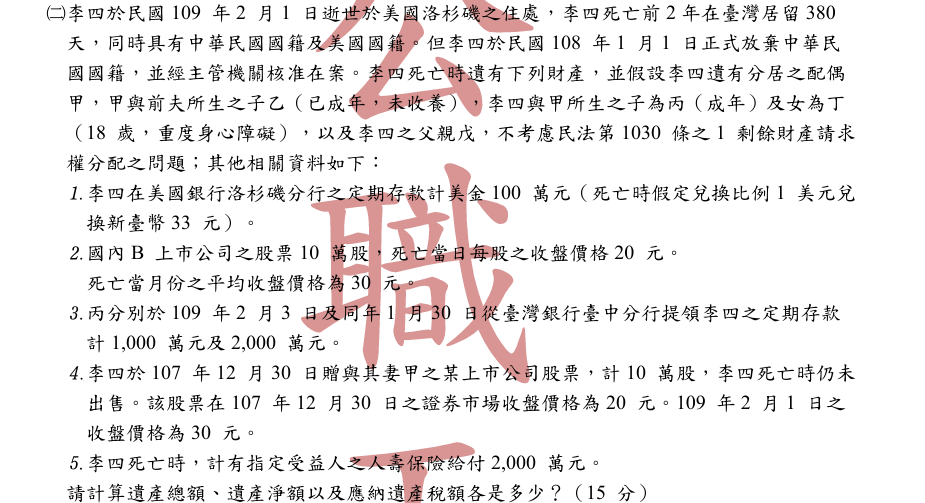 ㈡李四於民國 109 年 2 月 1 日逝世於美國洛杉磯之住處，李四死亡前 2 年在臺灣居留 380
天，同時具有中華民國國籍及美國國籍。但李四於民國 108 年 1 月 1 日正式放棄中華民
國國籍，並經主管機關核准在案。李四死亡時遺有下列財產，並假設李四遺有分居之配偶
甲，甲與前夫所生之子乙（已成年，未收養），李四與甲所生之子為丙（成年）及女為丁
（18 歲，重度身心障礙），以及李四之父親戊，不考慮民法第 1030 條之 1 剩餘財產請求
權分配之問題；其他相關資料如下：
1.李四在美國銀行洛杉磯分行之定期存款計美金 100 萬元（死亡時假定兌換比例 1 美元兌
換新臺幣 33 元）。
2.國內 B 上市公司之股票 10 萬股，死亡當日每股之收盤價格 20 元。
死亡當月份之平均收盤價格為 30 元。
3.丙分別於 109 年 2 月 3 日及同年 1 月 30 日從臺灣銀行臺中分行提領李四之定期存款
計 1,000 萬元及 2,000 萬元。
4.李四於 107 年 12 月 30 日贈與其妻甲之某上市公司股票，計 10 萬股，李四死亡時仍未
出售。該股票在 107 年 12 月 30 日之證券市場收盤價格為 20 元。109 年 2 月 1 日之
收盤價格為 30 元。
5.李四死亡時，計有指定受益人之人壽保險給付 2,000 萬元。
請計算遺產總額、遺產淨額以及應納遺產稅額各是多少？（15 分）
公
職